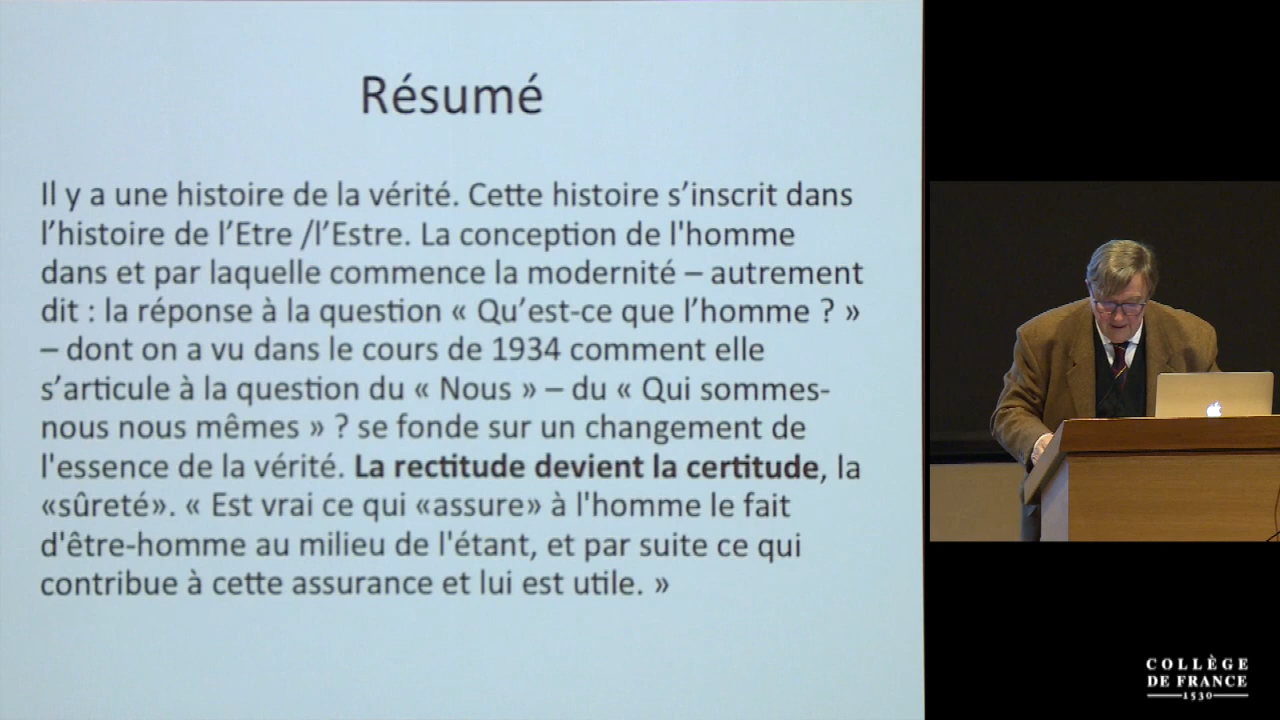 Résumé
Il y a une histoire de la vérité. Cette histoire s’inscrit dans
l’histoire de l’Etre /l’Estre. La conception de l'homme
dans et par laquelle commence la modernité – autrement
dit : la réponse à la question « Qu’est-ce que l’homme ? »
– dont on a vu dans le cours de 1934 comment elle
s’articule à la question du « Nous » – du « Qui sommes-
nous nous mêmes » ? se fonde sur un changement de
l'essence de la vérité. La rectitude devient la certitude, la
«sûreté». « Est vrai ce qui «assure» à l'homme le fait
d'être-homme au milieu de l'étant, et par suite ce qui
contribue à cette assurance et lui est utile. »
COLLÈGE
DE FRANCE
1530